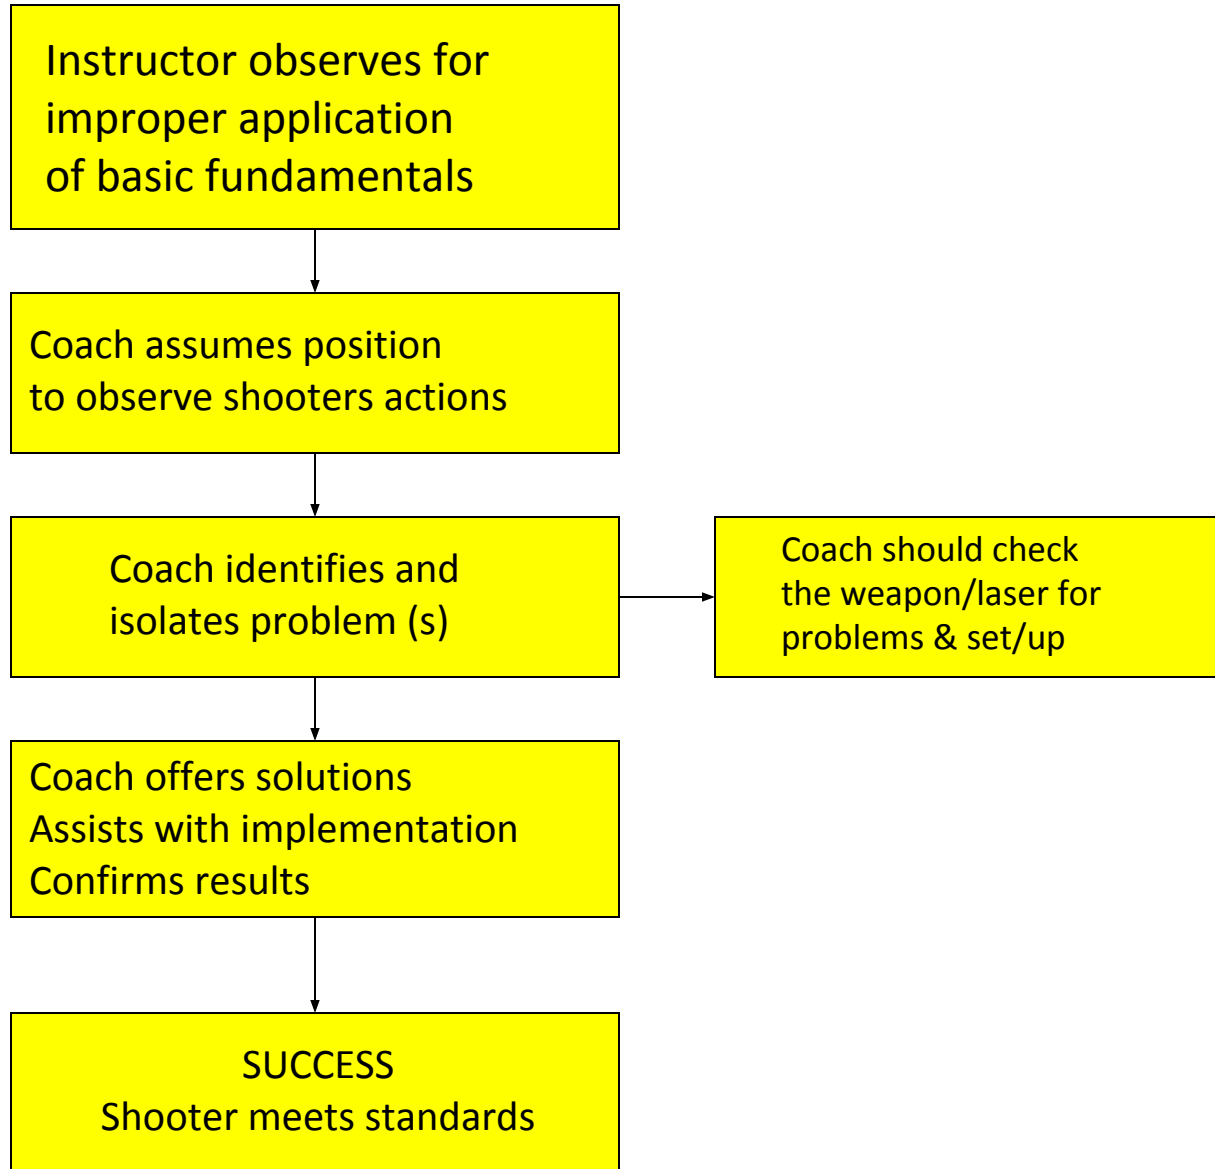 Instructor observes for
improper application
of basic fundamentals
Coach assumes position
to observe shooters actions
Coach identifies and
isolates problem (s)
Coach should check
the weapon/laser for
problems & set/up
Coach offers solutions
Assists with implementation
Confirms results
SUCCESS
Shooter meets standards